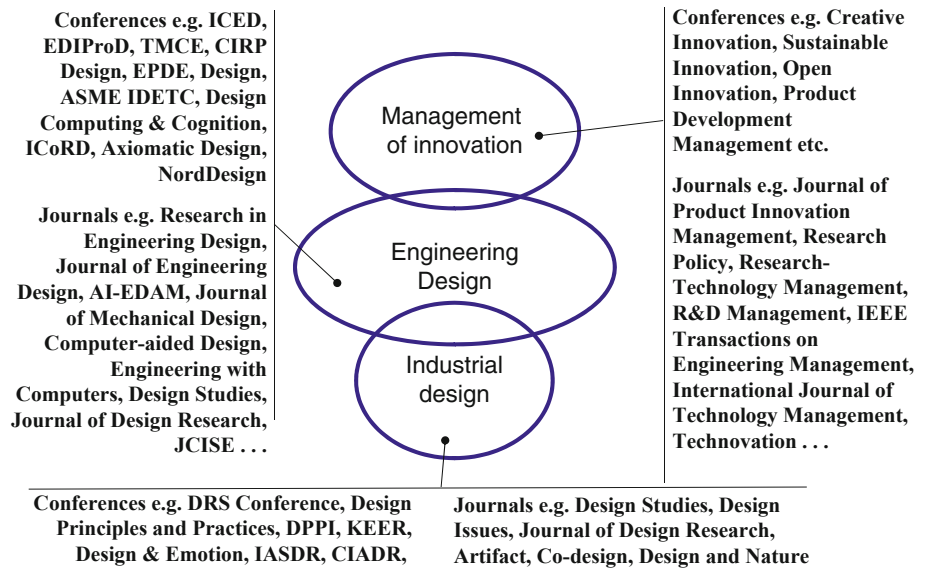 Conferences e.g. ICED,
EDIProD, TMCE, CIRP
Design, EPDE, Design,
ASME IDETC, Design
Computing & Cognition,
ICoRD, Axiomatic Design,
NordDesign
Journals e.g. Research in
Engineering Design,
Journal of Engineering
Design, AI-EDAM, Journal
of Mechanical Design,
Computer-aided Design,
Engineering with
Computers, Design Studies,
Journal of Design Research,
JCISE . . .
Management
of innovation
Engineering
Design
Industrial
design
Conferences e.g. Creative
Innovation, Sustainable
Innovation, Open
Innovation, Product
Development
Management etc.
Journals e.g. Journal of
Product Innovation
Management, Research
Policy, Research-
Technology Management,
R&D Management, IEEE
Transactions on
Engineering Management,
International Journal of
Technology Management,
Technovation . . .
Conferences e.g. DRS Conference, Design
Principles and Practices, DPPI, KEER,
Design & Emotion, IASDR, CIADR,
Journals e.g. Design Studies, Design
Issues, Journal of Design Research,
Artifact, Co-design, Design and Nature